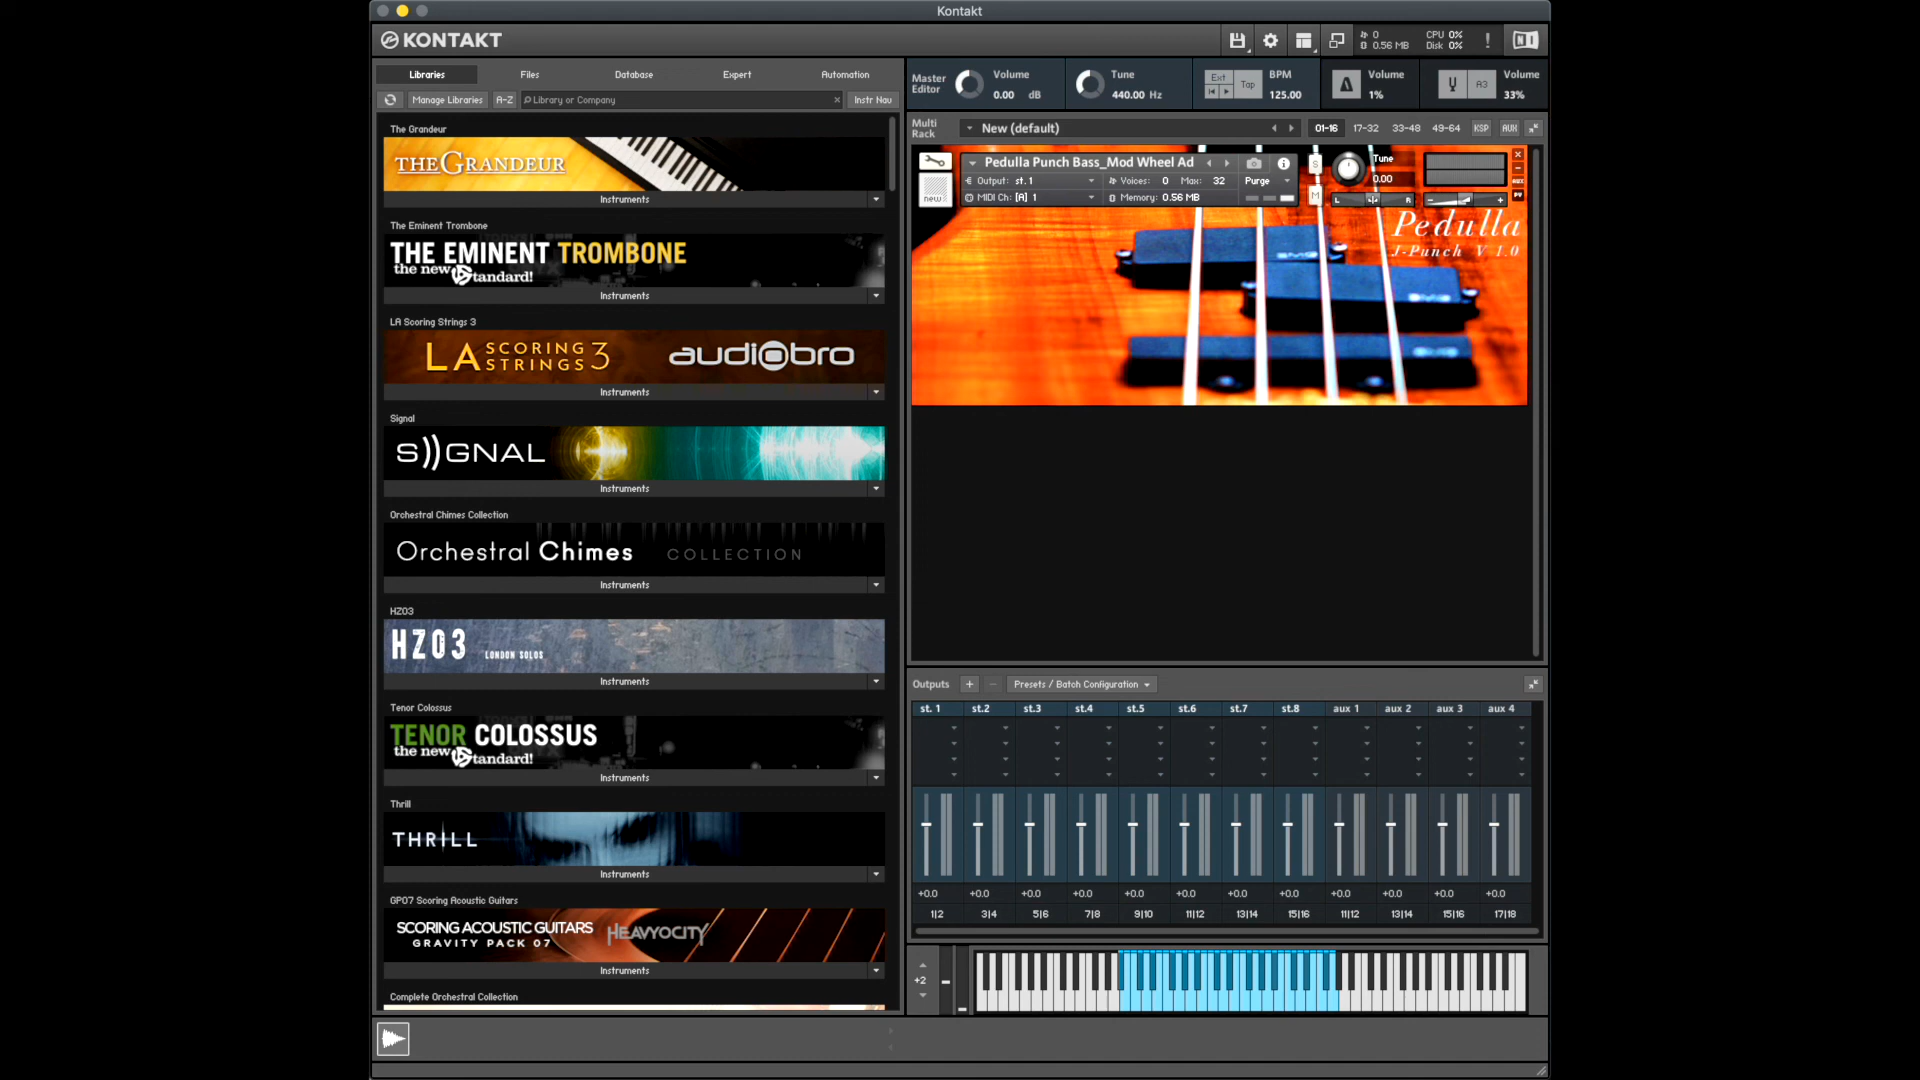 Kontakt
KONTAKT
0
0.56 MB
CPU 0%
Disk 0%
!
Libraries Files Database Expert Automation
Manage Libraries A-Z Library or Company × Instr Nav
Master Editor
Volume
0.00 dB
Tune
440.00 Hz
Ext Tap
BPM
125.00
Volume
1%
A3
Volume
33%
Multi Rack
New (default)
01-16 17-32 33-48 49-64 KSP AUX
The Grandeur
THE GRANDEUR
Instruments
The Eminent Trombone
THE EMINENT TROMBONE
the new Standard!
Instruments
LA Scoring Strings 3
LA SCORING STRINGS 3 audiobro
Instruments
Signal
S))GNAL
Instruments
Orchestral Chimes Collection
Orchestral Chimes COLLECTION
Instruments
HZ03
HZ03 LONDON SOLOS
Instruments
Tenor Colossus
TENOR COLOSSUS
the new Standard!
Instruments
Thrill
THRILL
Instruments
GP07 Scoring Acoustic Guitars
SCORING ACOUSTIC GUITARS
GRAVITY PACK 07
HEAVYOCITY
Instruments
Complete Orchestral Collection
new
Pedulla Punch Bass_Mod Wheel Ad
Output: st.1 Voices: 0 Max: 32 Purge
MIDI Ch: [A] 1 Memory: 0.56 MB
S
M
Tune
0.00
L R
- +
AUX
PV
Pedulla
J-Punch V 1.0
EMG
Outputs + - Presets / Batch Configuration
st. 1 st.2 st.3 st.4 st.5 st.6 st.7 st.8 aux 1 aux 2 aux 3 aux 4
+0.0 +0.0 +0.0 +0.0 +0.0 +0.0 +0.0 +0.0 +0.0 +0.0 +0.0 +0.0
1|2 3|4 5|6 7|8 9|10 11|12 13|14 15|16 11|12 13|14 15|16 17|18
+2